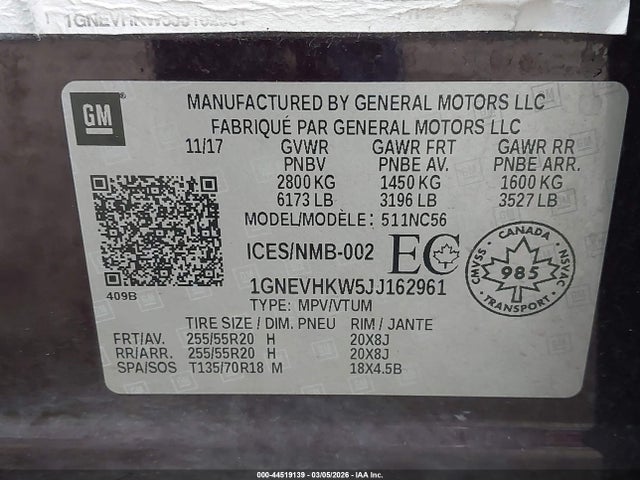 1GNEVHKW5JJ162961
GM
MANUFACTURED BY GENERAL MOTORS LLC
FABRIQUÉ PAR GENERAL MOTORS LLC
11/17 GVWR GAWR FRT GAWR RR
PNBV PNBE AV. PNBE ARR.
2800 KG 1450 KG 1600 KG
6173 LB 3196 LB 3527 LB
MODEL/MODÈLE: 511NC56
409B
ICES/NMB-002 EC
CANADA
CMVSS 985 NSVAC
TRANSPORT
1GNEVHKW5JJ162961
TYPE: MPV/VTUM
TIRE SIZE / DIM. PNEU RIM / JANTE
FRT/AV. 255/55R20 H 20X8J
RR/ARR. 255/55R20 H 20X8J
SPA/SOS T135/70R18 M 18X4.5B
000-44519139 - 03/05/2026 - IAA Inc.